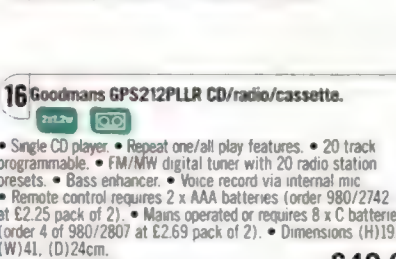 16 Goodmans GPS212PLLR CD/radio/cassette.
2x1.2w
• Single CD player. • Repeat one/all play features. • 20 track
programmable. • FM/MW digital tuner with 20 radio station
presets. • Bass enhancer. • Voice record via internal mic
• Remote control requires 2 x AAA batteries (order 980/2742
at £2.25 pack of 2). • Mains operated or requires 8 x C batterie
(order 4 of 980/2807 at £2.69 pack of 2). • Dimensions (H)19
(W)41, (D)24cm.